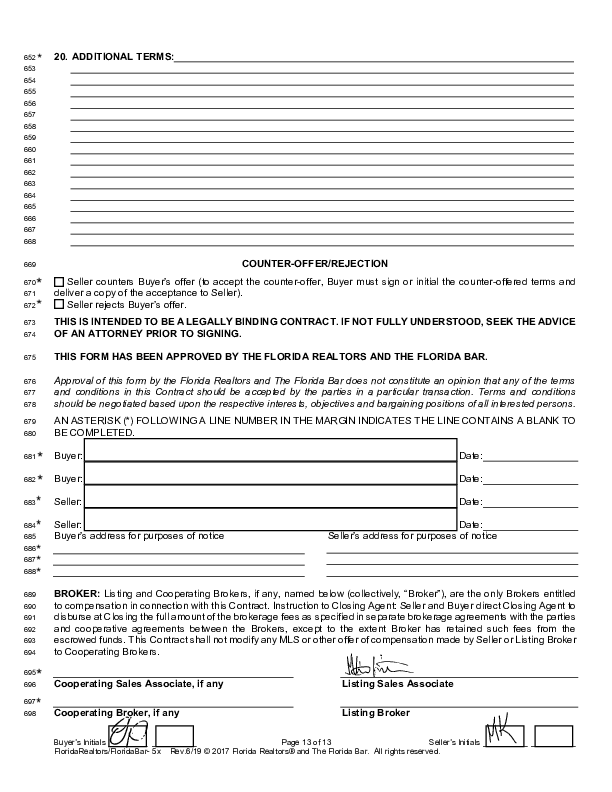 652* 20. ADDITIONAL TERMS:
653
654
655
656
657
658
659
660
661
662
663
664
665
666
667
668
669 COUNTER-OFFER/REJECTION
670* Seller counters Buyer's offer (to accept the counter-offer, Buyer must sign or initial the counter-offered terms and
671 deliver a copy of the acceptance to Seller).
672* Seller rejects Buyer's offer.
673 THIS IS INTENDED TO BE A LEGALLY BINDING CONTRACT. IF NOT FULLY UNDERSTOOD, SEEK THE ADVICE
674 OF AN ATTORNEY PRIOR TO SIGNING.
675 THIS FORM HAS BEEN APPROVED BY THE FLORIDA REALTORS AND THE FLORIDA BAR.
676 Approval of this form by the Florida Realtors and The Florida Bar does not constitute an opinion that any of the terms
677 and conditions in this Contract should be accepted by the parties in a particular transaction. Terms and conditions
678 should be negotiated based upon the respective interests, objectives and bargaining positions of all interested persons.
679 AN ASTERISK (*) FOLLOWING A LINE NUMBER IN THE MARGIN INDICATES THE LINE CONTAINS A BLANK TO
680 BE COMPLETED.
681* Buyer: Date:
682* Buyer: Date:
683* Seller: Date:
684* Seller: Date:
685 Buyer's address for purposes of notice Seller's address for purposes of notice
686*
687*
688*
689 BROKER: Listing and Cooperating Brokers, if any, named below (collectively, "Broker"), are the only Brokers entitled
690 to compensation in connection with this Contract. Instruction to Closing Agent: Seller and Buyer direct Closing Agent to
691 disburse at Closing the full amount of the brokerage fees as specified in separate brokerage agreements with the parties
692 and cooperative agreements between the Brokers, except to the extent Broker has retained such fees from the
693 escrowed funds. This Contract shall not modify any MLS or other offer of compensation made by Seller or Listing Broker
694 to Cooperating Brokers.
695*
696 Cooperating Sales Associate, if any Listing Sales Associate
697*
698 Cooperating Broker, if any Listing Broker
Buyer's Initials Page 13 of 13 Seller's Initials MK
FloridaRealtors/FloridaBar- 5x Rev.6/19 © 2017 Florida Realtors® and The Florida Bar. All rights reserved.